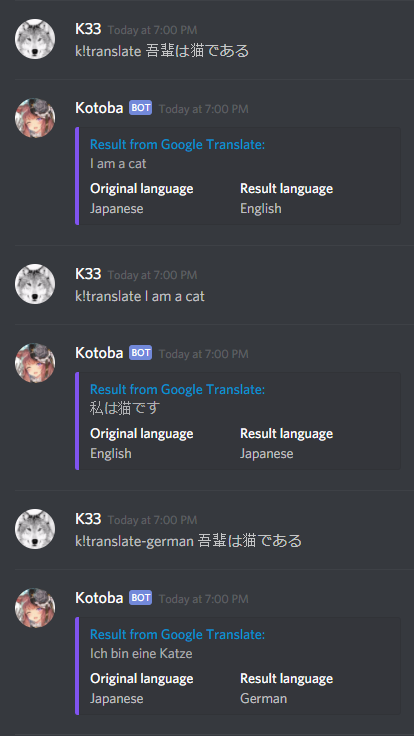 K33 Today at 7:00 PM
k!translate 吾輩は猫である
Kotoba BOT Today at 7:00 PM
Result from Google Translate:
I am a cat
Original language Result language
Japanese English
K33 Today at 7:00 PM
k!translate I am a cat
Kotoba BOT Today at 7:00 PM
Result from Google Translate:
私は猫です
Original language Result language
English Japanese
K33 Today at 7:00 PM
k!translate-german 吾輩は猫である
Kotoba BOT Today at 7:00 PM
Result from Google Translate:
Ich bin eine Katze
Original language Result language
Japanese German